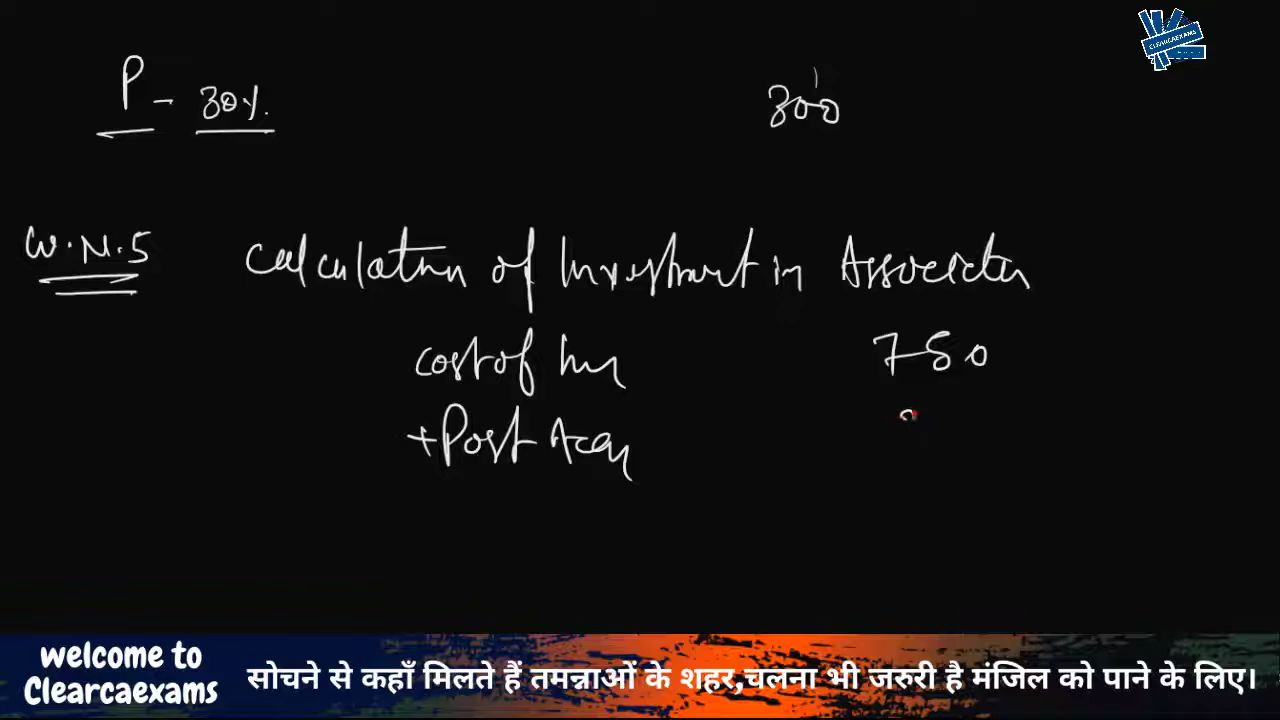 CLEARCAEXAMS
P - 30%. 300
W.N.5 Calculation of Investment in Associates
Cost of Inv 750
+Post Acq
welcome to
Clearcaexams
सोचने से कहाँ मिलते हैं तमन्नाओं के शहर,चलना भी जरुरी है मंजिल को पाने के लिए।